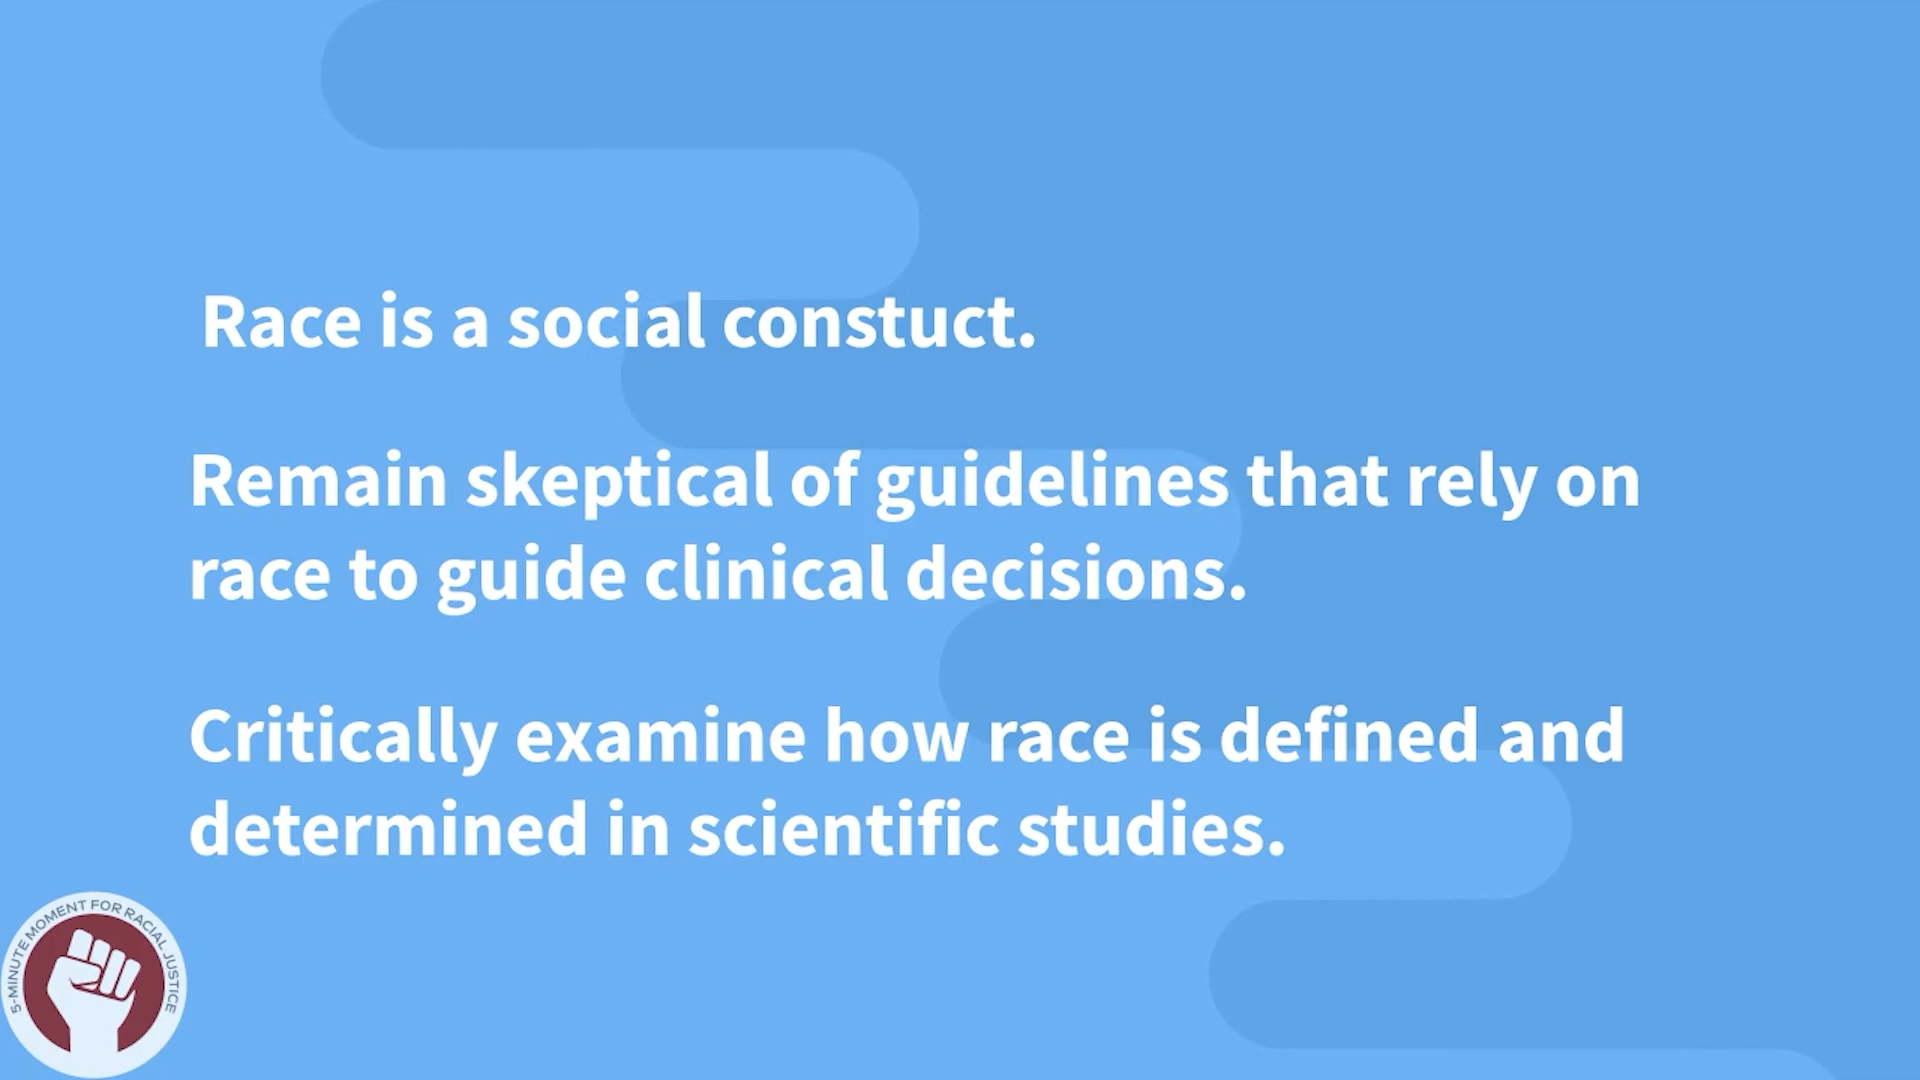 Race is a social constuct.
Remain skeptical of guidelines that rely on
race to guide clinical decisions.
Critically examine how race is defined and
determined in scientific studies.
5-MINUTE MOMENT FOR RACIAL JUSTICE